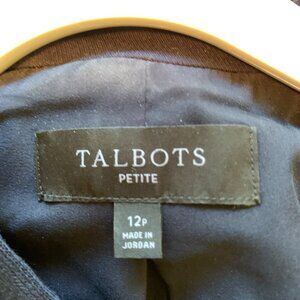 TALBOTS
PETITE
12P
MADE IN
JORDAN